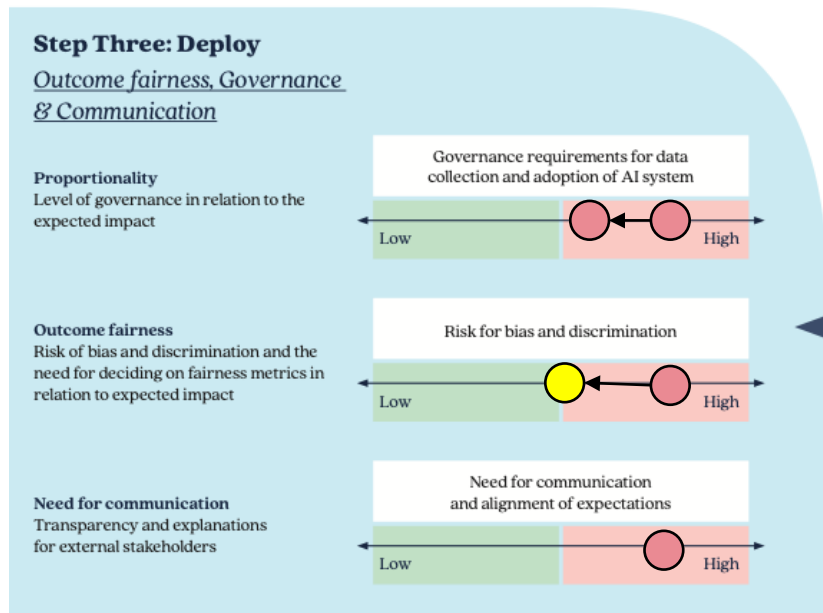 Step Three: Deploy
Outcome fairness, Governance
& Communication
Proportionality
Level of governance in relation to the
expected impact
Governance requirements for data
collection and adoption of AI system
Low
High
Outcome fairness
Risk of bias and discrimination and the
need for deciding on fairness metrics in
relation to expected impact
Risk for bias and discrimination
Low
High
Need for communication
Transparency and explanations
for external stakeholders
Need for communication
and alignment of expectations
Low
High